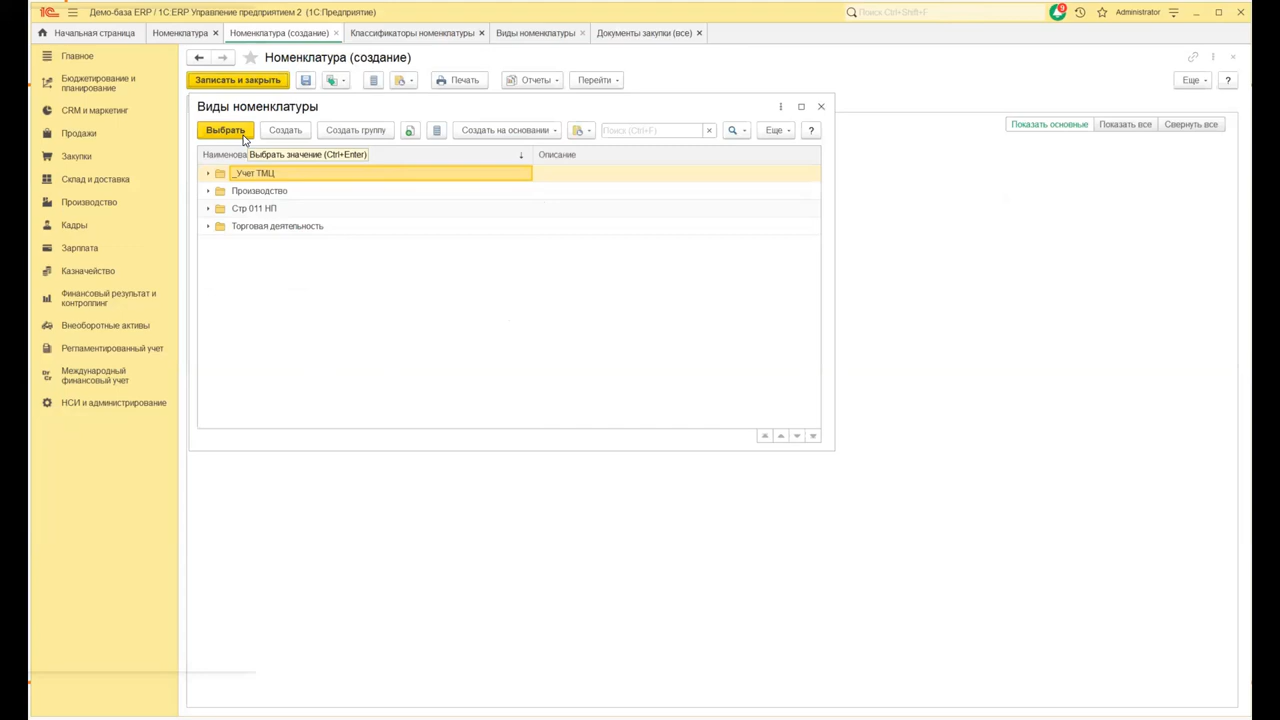 1С Демо-база ERP / 1С:ERP Управление предприятием 2 (1С:Предприятие)
Поиск Ctrl+Shift+F
Administrator
Начальная страница
Номенклатура ×
Номенклатура (создание) ×
Классификаторы номенклатуры ×
Виды номенклатуры ×
Документы закупки (все) ×
Главное
Бюджетирование и
планирование
CRM и маркетинг
Продажи
Закупки
Склад и доставка
Производство
Кадры
Зарплата
Казначейство
Финансовый результат и
контроллинг
Внеоборотные активы
Регламентированный учет
Международный
финансовый учет
НСИ и администрирование
Номенклатура (создание)
Записать и закрыть
Печать
Отчеты
Перейти
Еще
?
Показать основные
Показать все
Свернуть все
Виды номенклатуры
Выбрать
Создать
Создать группу
Создать на основании
Поиск (Ctrl+F)
×
Еще
?
Наименова
Выбрать значение (Ctrl+Enter)
Описание
_Учет ТМЦ
Производство
Стр 011 НП
Торговая деятельность